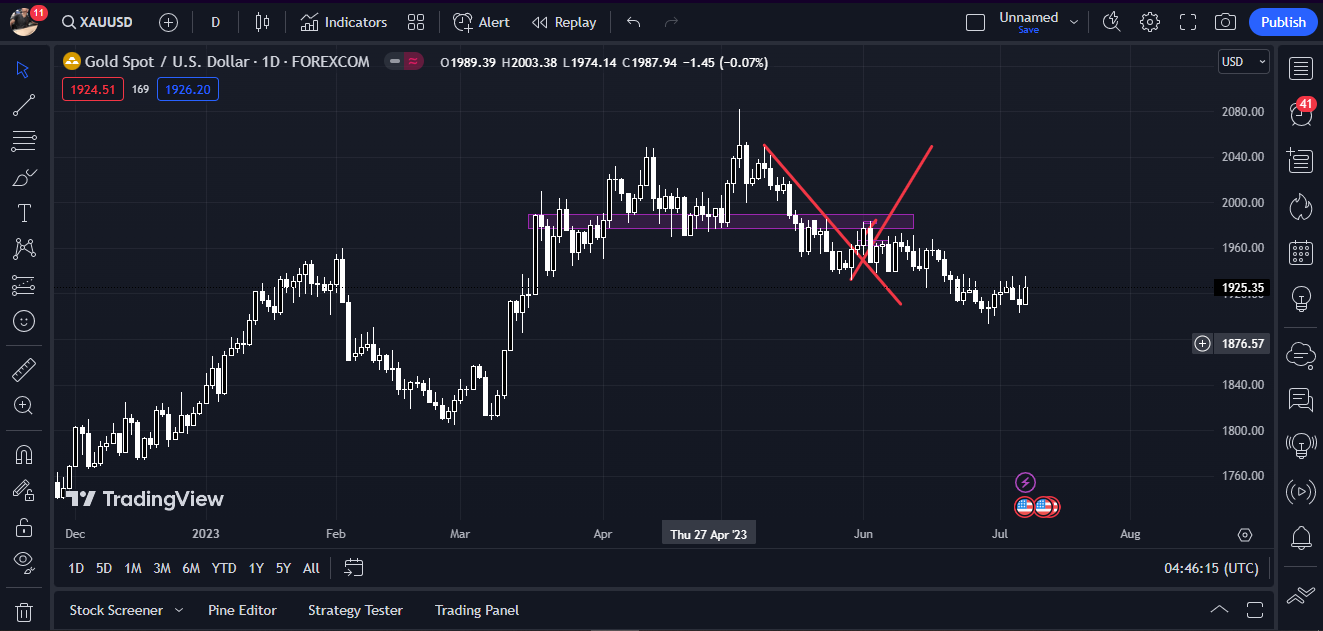 11 XAUUSD D Indicators Alert Replay Unnamed Save Publish
Gold Spot / U.S. Dollar · 1D · FOREXCOM O1989.39 H2003.38 L1974.14 C1987.94 −1.45 (−0.07%) USD
1924.51 169 1926.20
41
2080.00
2040.00
2000.00
1960.00
1925.35
1876.57
1840.00
1800.00
1760.00
TradingView
Dec 2023 Feb Mar Apr Thu 27 Apr '23 Jun Jul Aug
1D 5D 1M 3M 6M YTD 1Y 5Y All 04:46:15 (UTC)
Stock Screener Pine Editor Strategy Tester Trading Panel